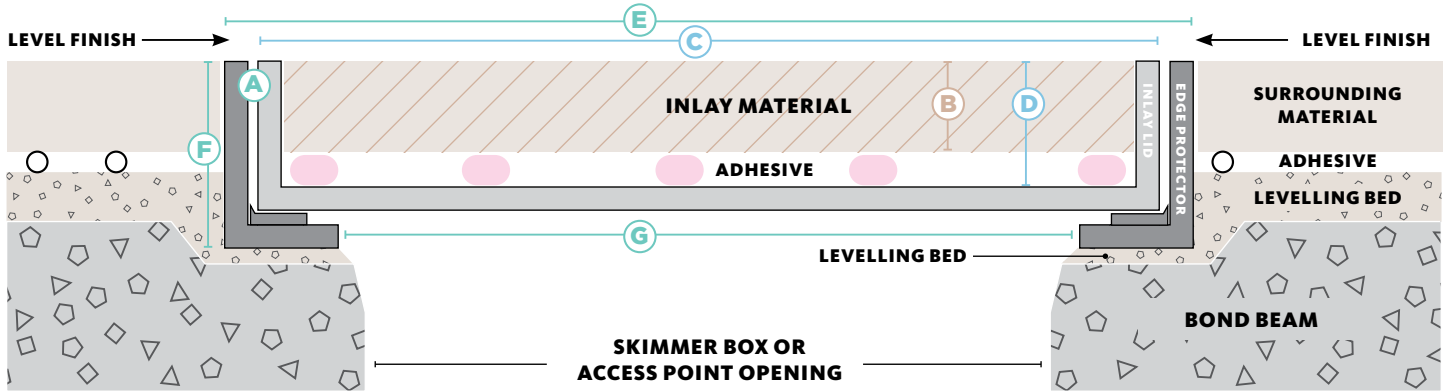 E
LEVEL FINISH
C
LEVEL FINISH
A
INLAY MATERIAL
B
D
INLAY LID
EDGE PROTECTOR
SURROUNDING
MATERIAL
F
ADHESIVE
ADHESIVE
LEVELLING BED
G
LEVELLING BED
BOND BEAM
SKIMMER BOX OR
ACCESS POINT OPENING